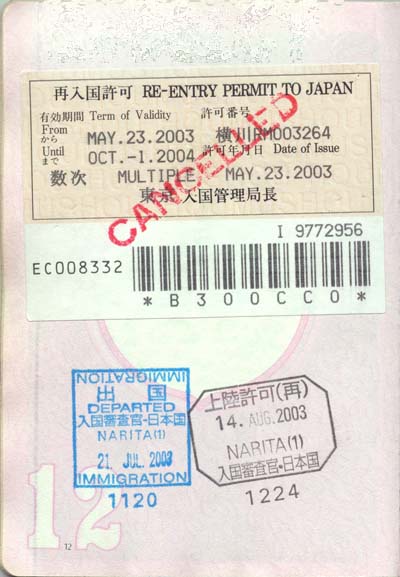 再入国許可 RE-ENTRY PERMIT TO JAPAN
有効期間 Term of Validity 許可番号
From から MAY.23.2003 横川RM003264
Until まで OCT.-1.2004 許可年月日 Date of Issue
数次 MULTIPLE MAY.23.2003
東京 入国管理局長
CANCELLED
I 9772956
EC008332
*B300CC0*
IMMIGRATION
出 国
DEPARTED
入国審査官-日本国
NARITA(1)
21 JUL. 2003
IMMIGRATION
1120
上陸許可(再)
14. AUG. 2003
NARITA(1)
入国審査官・日本国
1224
12
12